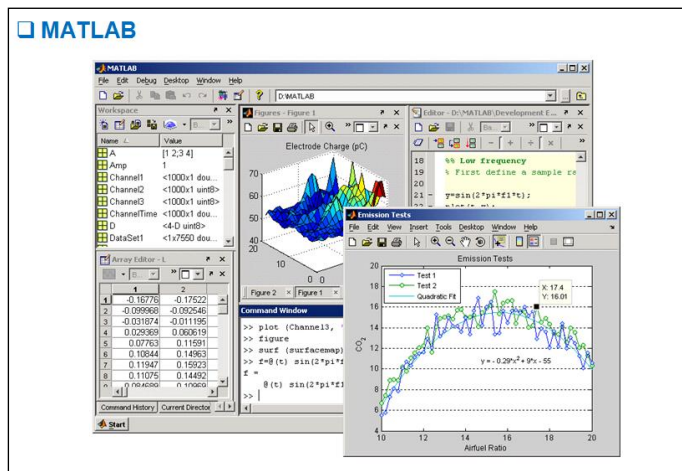 MATLAB
MATLAB
File Edit Debug Desktop Window Help
D:\MATLAB
Workspace
Name Value
A [1 2;3 4]
Amp 1
Channel1 <1000x1 dou...
Channel2 <1000x1 uint8>
Channel3 <1000x1 uint8>
ChannelTime <1000x1 dou...
D <4-D uint8>
DataSet1 <1x7550 dou...
Array Editor - L
1 2
1 -0.16776 -0.17522
2 -0.099968 -0.092546
3 -0.031874 -0.011195
4 0.029369 0.060619
5 0.07763 0.11591
6 0.10844 0.14963
7 0.11947 0.15923
8 0.11075 0.14492
Command History Current Director
Start
Figures - Figure 1
Electrode Charge (pC)
70
60
50
40
20
10
0 0
Figure 2 Figure 1
Command Window
>> plot (Channel3, '
>> figure
>> surf (surfacemap)
>> f=@(t) sin(2*pi*f
f =
@(t) sin(2*pi*f1
>>
Editor - D:\MATLAB\Development E...
18 %% Low frequency
19 % First define a sample ra
20
21 - y=sin(2*pi*f1*t);
Emission Tests
File Edit View Insert Tools Desktop Window Help
Emission Tests
Test 1
Test 2
Quadratic Fit
X: 17.4
Y: 16.01
y = - 0.29*x2 + 9*x - 55
CO2
20
18
16
14
12
10
8
6
4
10 12 14 16 18 20
Airfuel Ratio